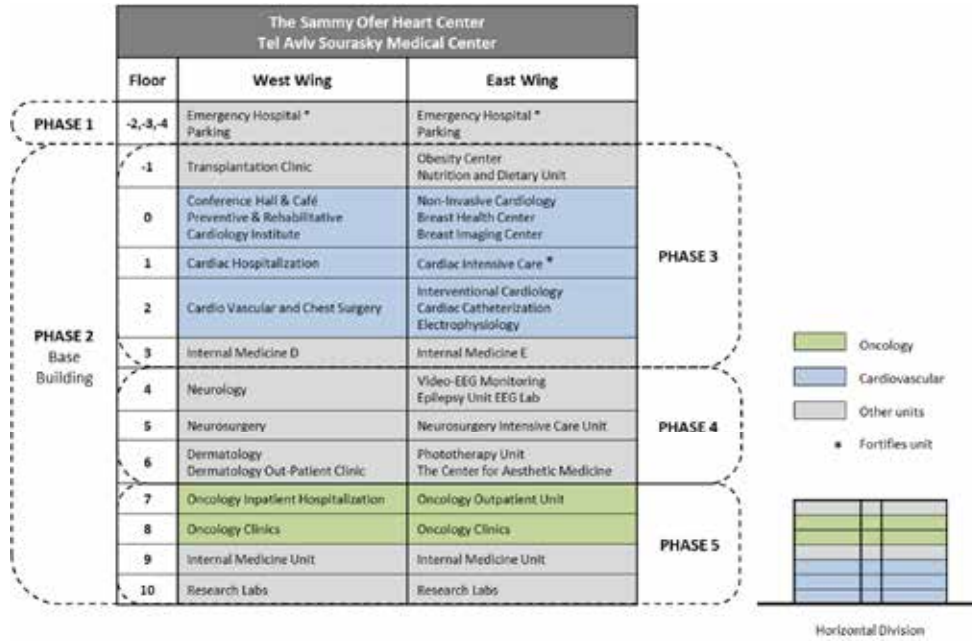 The Sammy Ofer Heart Center
Tel Aviv Sourasky Medical Center
Floor West Wing East Wing
PHASE 1
-2,-3,-4
Emergency Hospital *
Parking
Emergency Hospital *
Parking
-1
Transplantation Clinic
Obesity Center
Nutrition and Dietary Unit
0
Conference Hall & Café
Preventive & Rehabilitative
Cardiology Institute
Non-Invasive Cardiology
Breast Health Center
Breast Imaging Center
1
Cardiac Hospitalization
Cardiac Intensive Care *
2
Cardio Vascular and Chest Surgery
Interventional Cardiology
Cardiac Catheterization
Electrophysiology
3
Internal Medicine D
Internal Medicine E
PHASE 3
PHASE 2
Base
Building
4
Neurology
Video-EEG Monitoring
Epilepsy Unit EEG Lab
5
Neurosurgery
Neurosurgery Intensive Care Unit
6
Dermatology
Dermatology Out-Patient Clinic
Phototherapy Unit
The Center for Aesthetic Medicine
PHASE 4
7
Oncology Inpatient Hospitalization
Oncology Outpatient Unit
8
Oncology Clinics
Oncology Clinics
9
Internal Medicine Unit
Internal Medicine Unit
10
Research Labs
Research Labs
PHASE 5
Oncology
Cardiovascular
Other units
* Fortifies unit
Horizontal Division